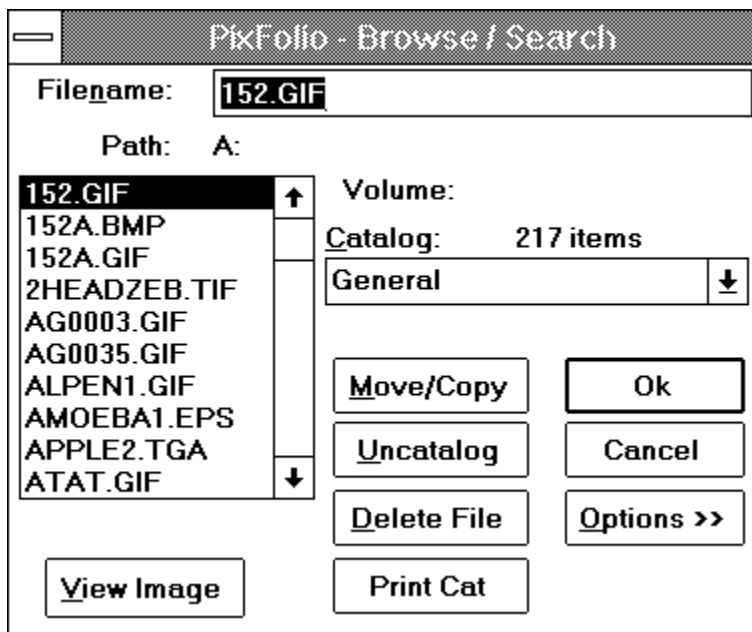 PixFolio - Browse / Search
Filename: 152.GIF
Path: A:
152.GIF
152A.BMP
152A.GIF
2HEADZEB.TIF
AG0003.GIF
AG0035.GIF
ALPEN1.GIF
AMOEBA1.EPS
APPLE2.TGA
ATAT.GIF
Volume:
Catalog: 217 items
General
Move/Copy
Ok
Uncatalog
Cancel
Delete File
Options >>
View Image
Print Cat